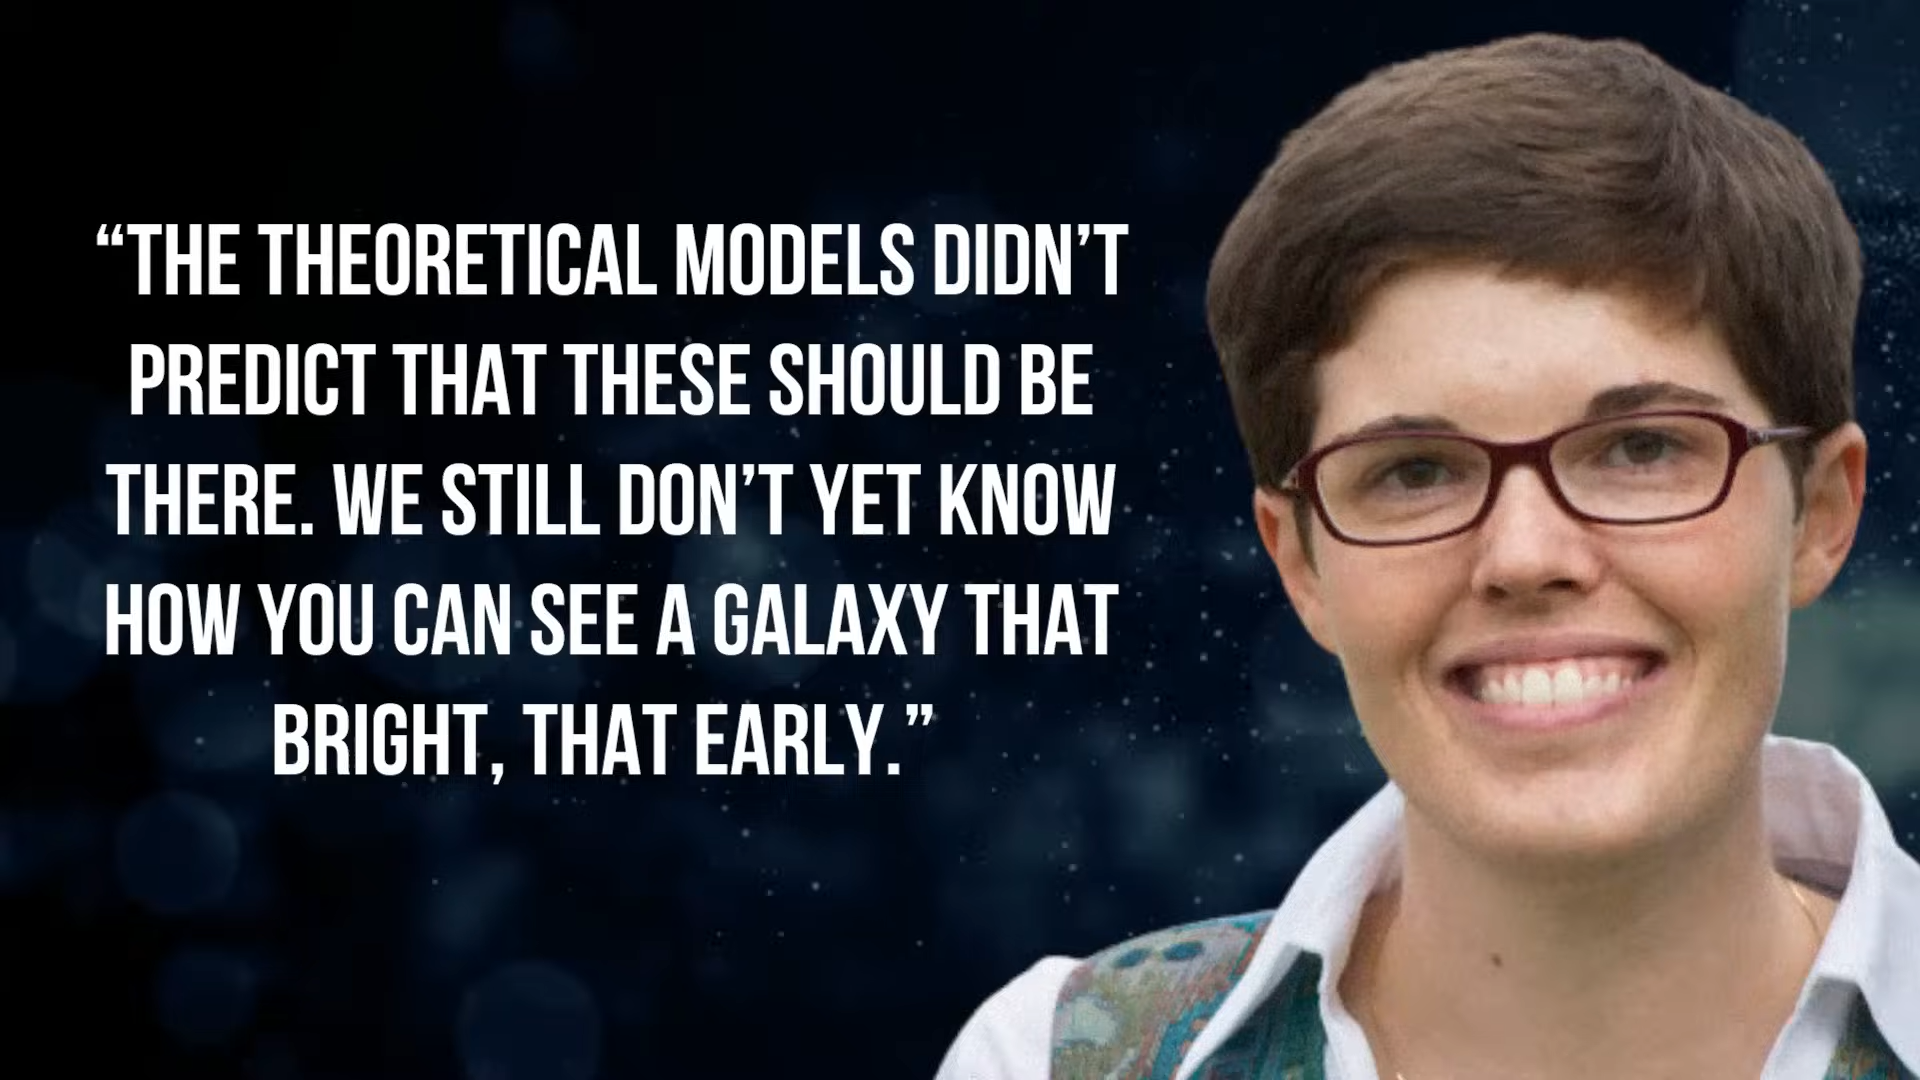 “THE THEORETICAL MODELS DIDN’T
PREDICT THAT THESE SHOULD BE
THERE. WE STILL DON’T YET KNOW
HOW YOU CAN SEE A GALAXY THAT
BRIGHT, THAT EARLY.”